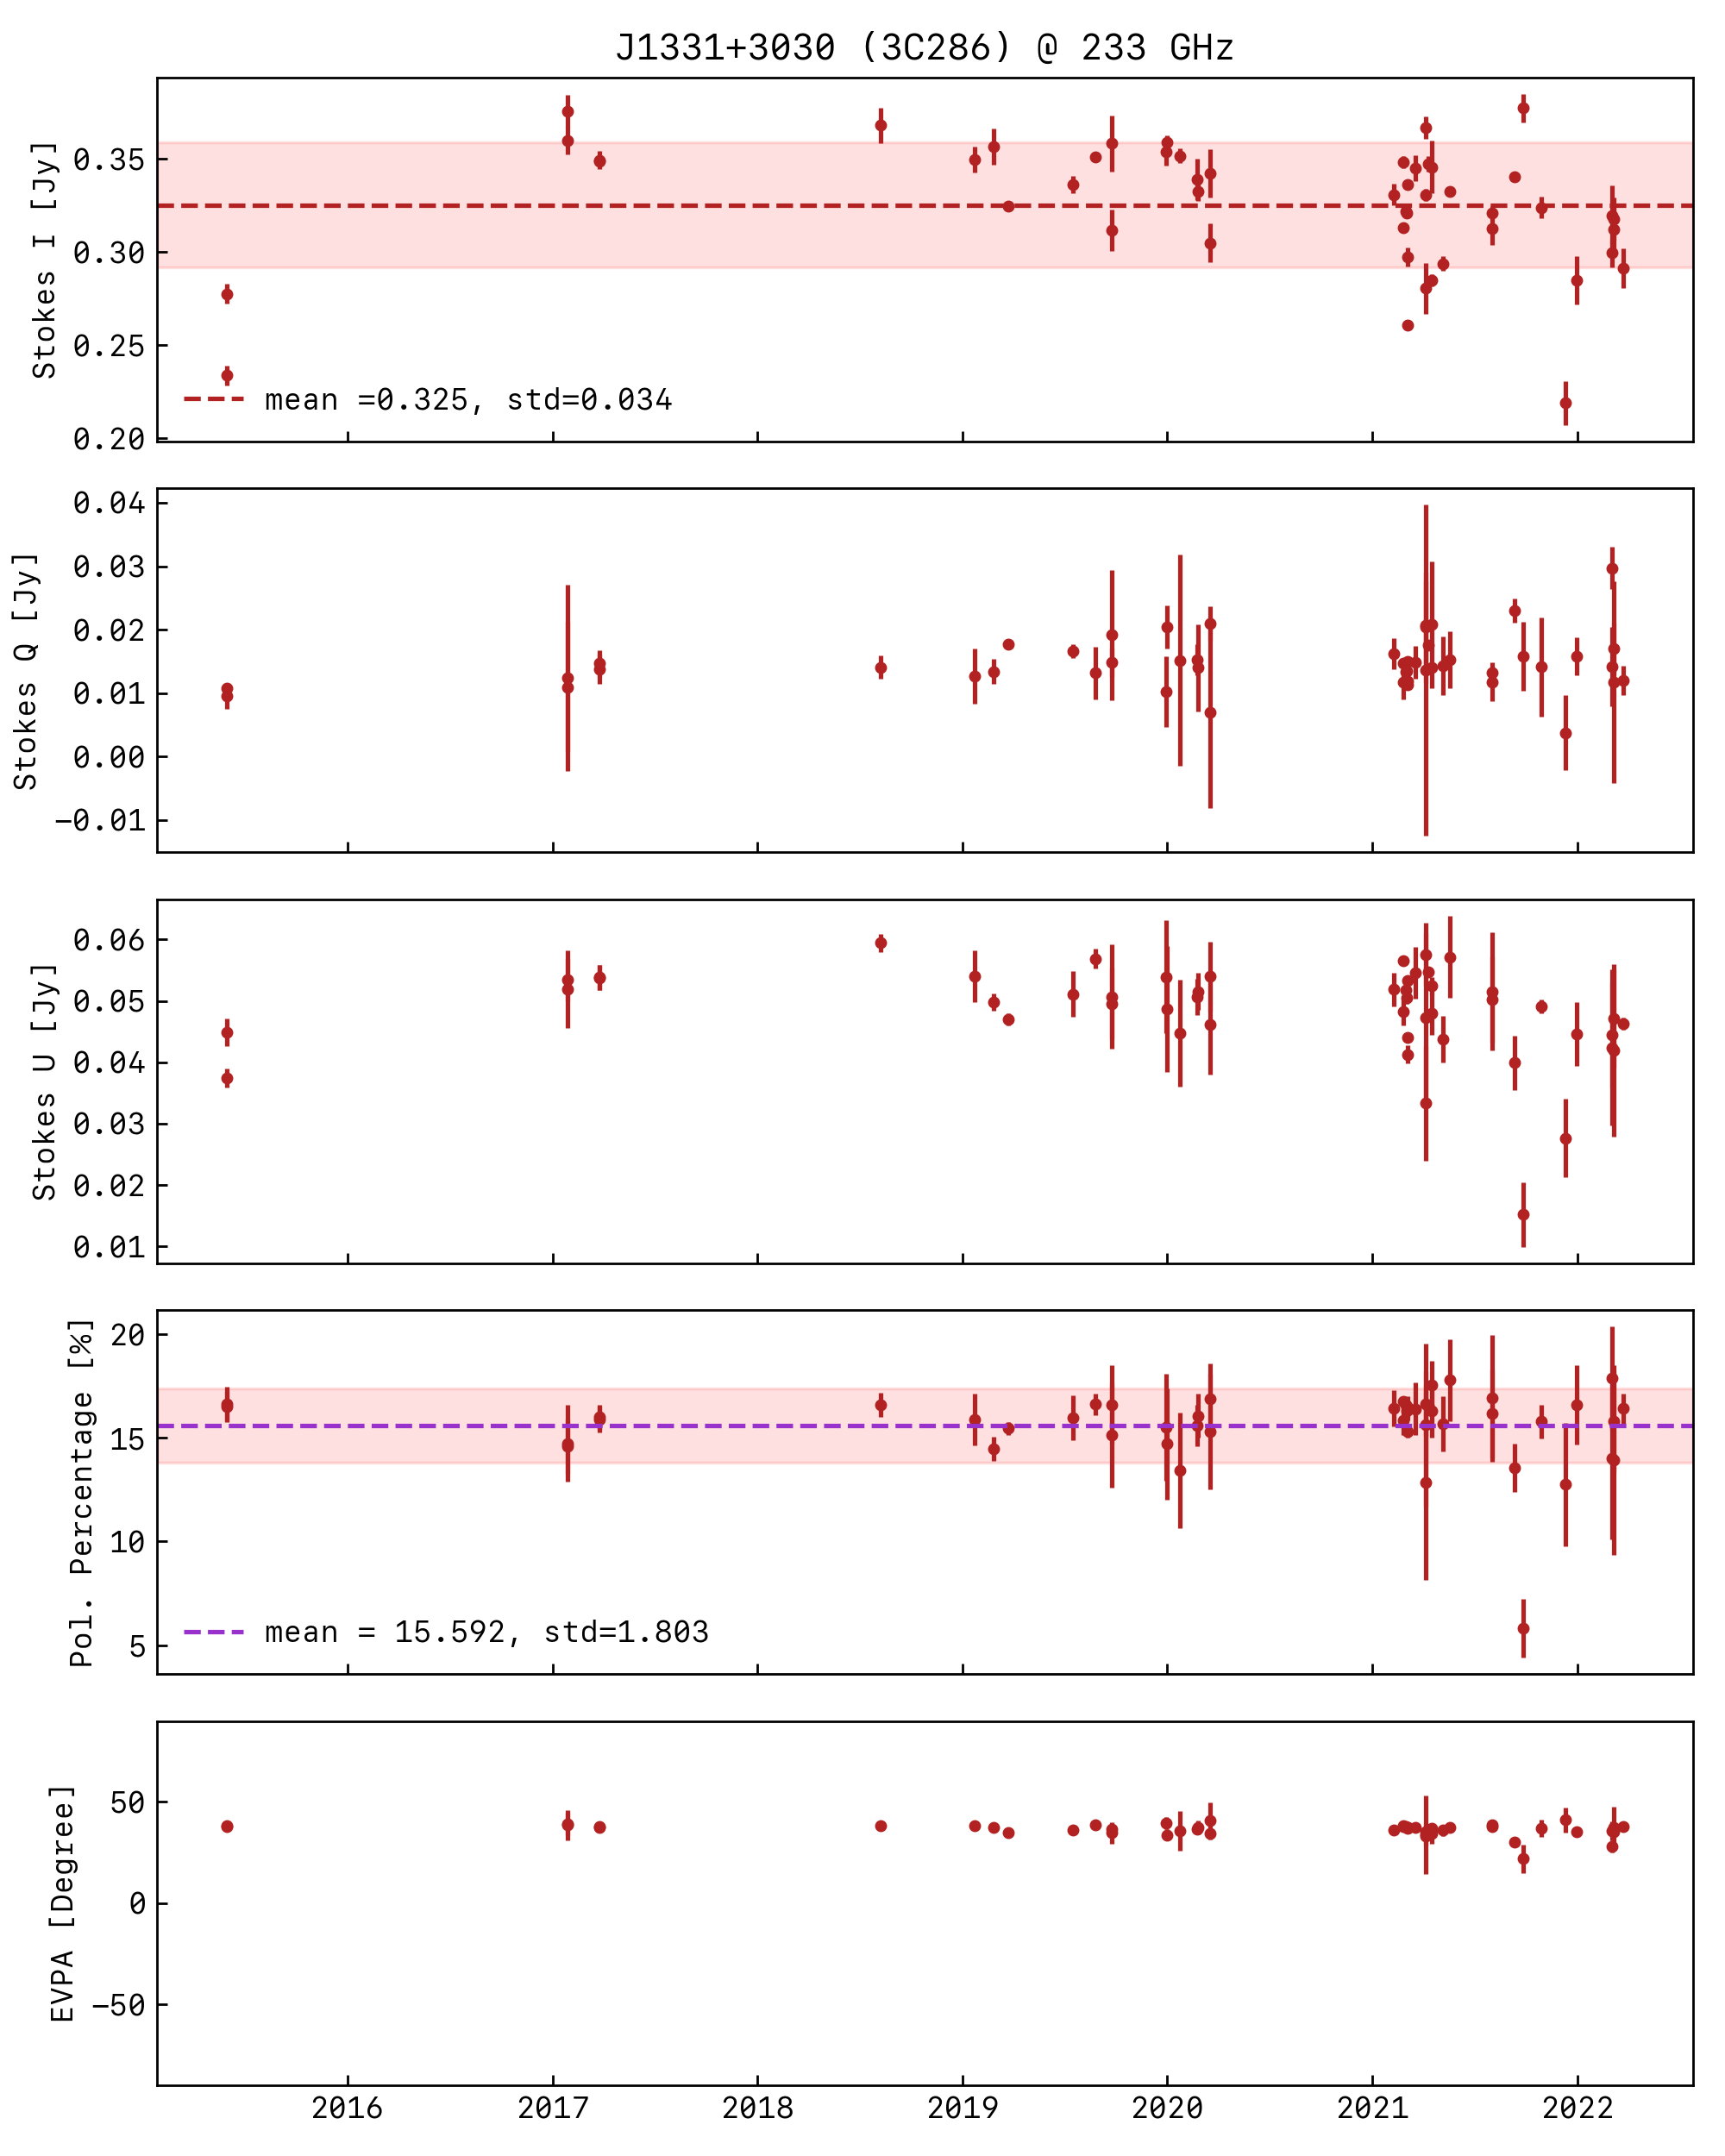 J1331+3030 (3C286) @ 233 GHz
Stokes I [Jy]
0.35
0.30
0.25
0.20
mean =0.325, std=0.034
Stokes Q [Jy]
0.04
0.03
0.02
0.01
0.00
−0.01
Stokes U [Jy]
0.06
0.05
0.04
0.03
0.02
0.01
Pol. Percentage [%]
20
15
10
5
mean = 15.592, std=1.803
EVPA [Degree]
50
0
−50
2016 2017 2018 2019 2020 2021 2022